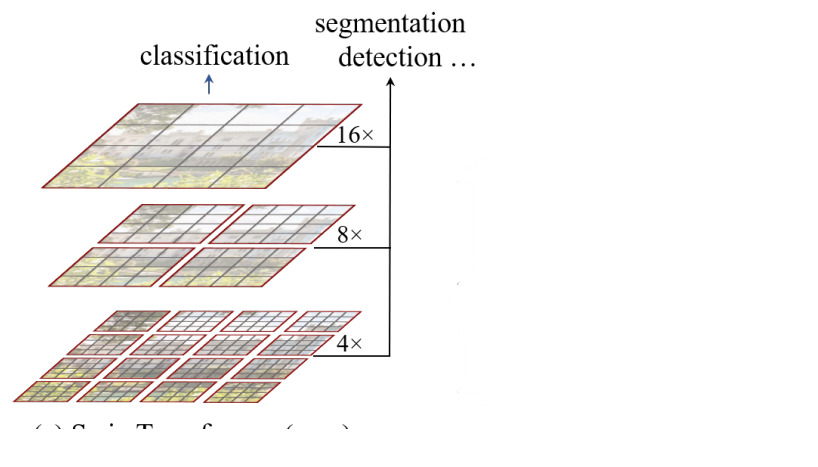 segmentation
classification
detection …
16×
8×
4×